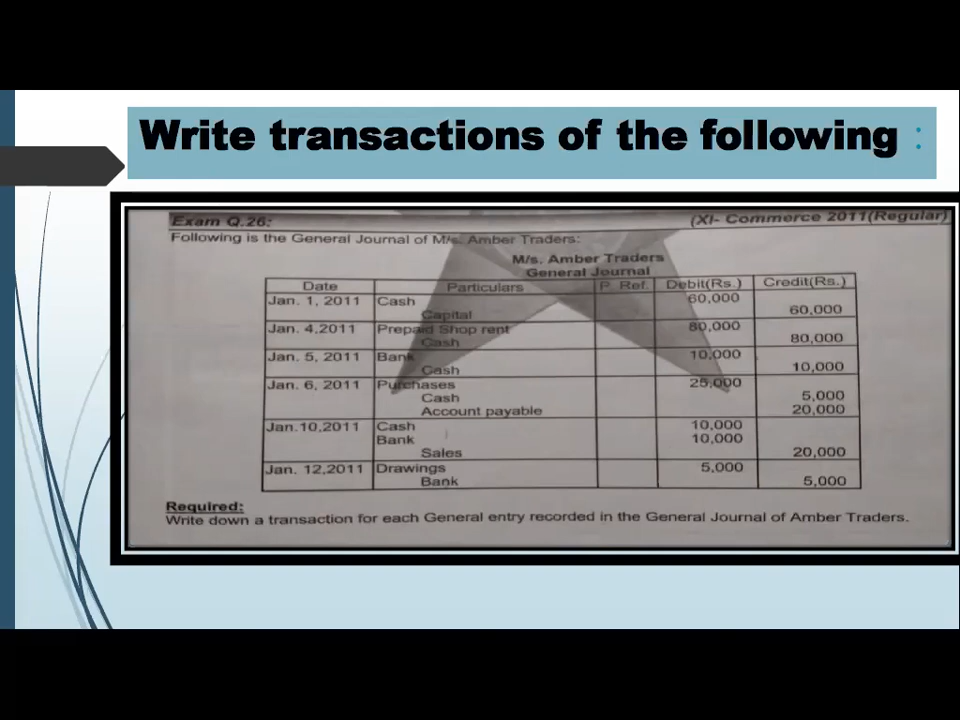 Write transactions of the following :
Exam Q.26: (XI- Commerce 2011(Regular)
Following is the General Journal of M/s. Amber Traders:
M/s. Amber Traders
General Journal
Date Particulars P. Ref. Debit(Rs.) Credit(Rs.)
Jan. 1, 2011 Cash 60,000
Capital 60,000
Jan. 4,2011 Prepaid Shop rent 80,000
Cash 80,000
Jan. 5, 2011 Bank 10,000
Cash 10,000
Jan. 6, 2011 Purchases 25,000
Cash 5,000
Account payable 20,000
Jan.10,2011 Cash 10,000
Bank 10,000
Sales 20,000
Jan. 12,2011 Drawings 5,000
Bank 5,000
Required:
Write down a transaction for each General entry recorded in the General Journal of Amber Traders.